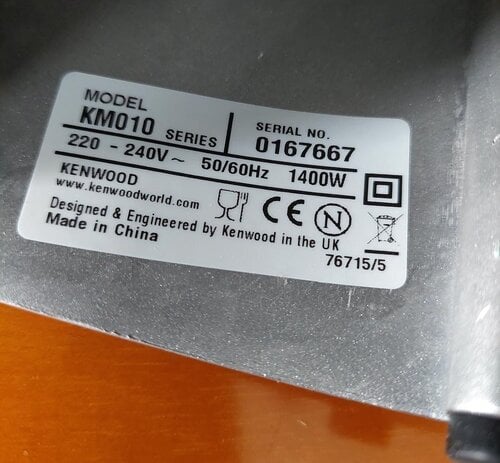 MODEL
KM010 SERIES
SERIAL NO.
0167667
220 - 240V~ 50/60Hz 1400W
KENWOOD
www.kenwoodworld.com
CE N
Designed & Engineered by Kenwood in the UK
Made in China
76715/5